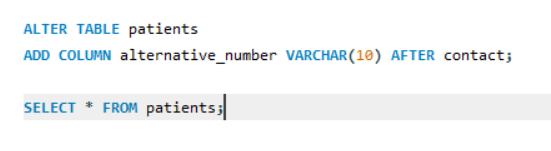 ALTER TABLE patients
ADD COLUMN alternative_number VARCHAR(10) AFTER contact;
SELECT * FROM patients;